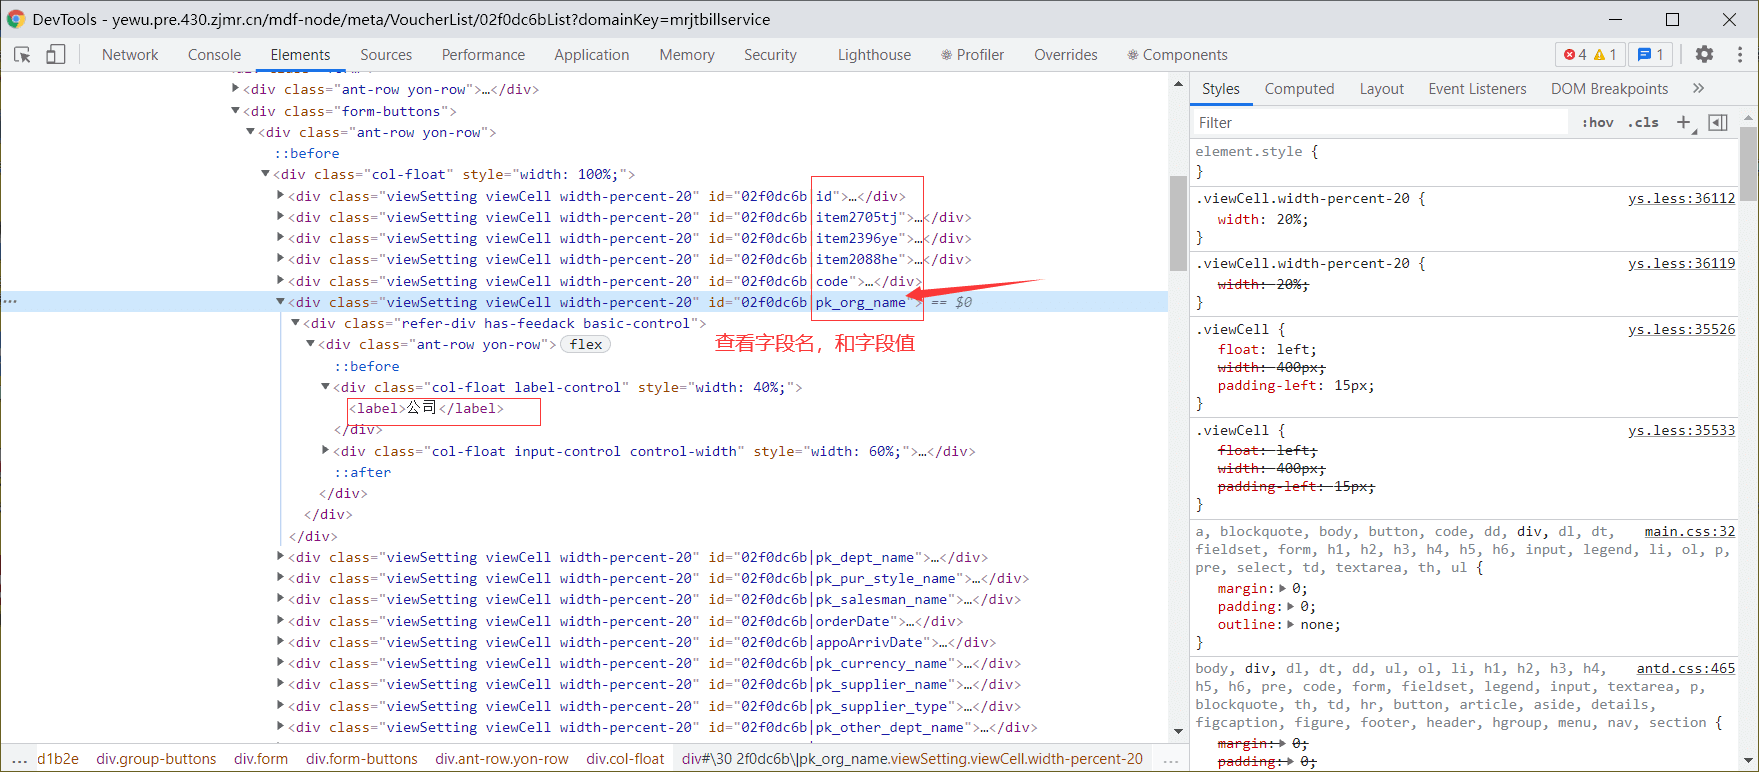 DevTools - yewu.pre.430.zjmr.cn/mdf-node/meta/VoucherList/02f0dc6bList?domainKey=mrjtbillservice
Network Console Elements Sources Performance Application Memory Security Lighthouse Profiler Overrides Components 4 1 1
<div class="ant-row yon-row">…</div>
<div class="form-buttons">
<div class="ant-row yon-row">
::before
<div class="col-float" style="width: 100%;">
<div class="viewSetting viewCell width-percent-20" id="02f0dc6b|id">…</div>
<div class="viewSetting viewCell width-percent-20" id="02f0dc6b|item2705tj">…</div>
<div class="viewSetting viewCell width-percent-20" id="02f0dc6b|item2396ye">…</div>
<div class="viewSetting viewCell width-percent-20" id="02f0dc6b|item2088he">…</div>
<div class="viewSetting viewCell width-percent-20" id="02f0dc6b|code">…</div>
… <div class="viewSetting viewCell width-percent-20" id="02f0dc6b|pk_org_name"> == $0
<div class="refer-div has-feedack basic-control">
查看字段名，和字段值
<div class="ant-row yon-row"> flex
::before
<div class="col-float label-control" style="width: 40%;">
<label>公司</label>
</div>
<div class="col-float input-control control-width" style="width: 60%;">…</div>
::after
</div>
</div>
</div>
<div class="viewSetting viewCell width-percent-20" id="02f0dc6b|pk_dept_name">…</div>
<div class="viewSetting viewCell width-percent-20" id="02f0dc6b|pk_pur_style_name">…</div>
<div class="viewSetting viewCell width-percent-20" id="02f0dc6b|pk_salesman_name">…</div>
<div class="viewSetting viewCell width-percent-20" id="02f0dc6b|orderDate">…</div>
<div class="viewSetting viewCell width-percent-20" id="02f0dc6b|appoArrivDate">…</div>
<div class="viewSetting viewCell width-percent-20" id="02f0dc6b|pk_currency_name">…</div>
<div class="viewSetting viewCell width-percent-20" id="02f0dc6b|pk_supplier_name">…</div>
<div class="viewSetting viewCell width-percent-20" id="02f0dc6b|pk_supplier_type">…</div>
<div class="viewSetting viewCell width-percent-20" id="02f0dc6b|pk_other_dept_name">…</div>
… d1b2e div.group-buttons div.form div.form-buttons div.ant-row.yon-row div.col-float div#\30 2f0dc6b\|pk_org_name.viewSetting.viewCell.width-percent-20 …
Styles Computed Layout Event Listeners DOM Breakpoints »
Filter :hov .cls +
element.style {
}
.viewCell.width-percent-20 { ys.less:36112
width: 20%;
}
.viewCell.width-percent-20 { ys.less:36119
width: 20%;
}
.viewCell { ys.less:35526
float: left;
width: 400px;
padding-left: 15px;
}
.viewCell { ys.less:35533
float: left;
width: 400px;
padding-left: 15px;
}
a, blockquote, body, button, code, dd, div, dl, dt, main.css:32
fieldset, form, h1, h2, h3, h4, h5, h6, input, legend, li, ol, p,
pre, select, td, textarea, th, ul {
margin: 0;
padding: 0;
outline: none;
}
body, div, dl, dt, dd, ul, ol, li, h1, h2, h3, h4, antd.css:465
h5, h6, pre, code, form, fieldset, legend, input, textarea, p,
blockquote, th, td, hr, button, article, aside, details,
figcaption, figure, footer, header, hgroup, menu, nav, section {
margin: 0;
padding: 0;